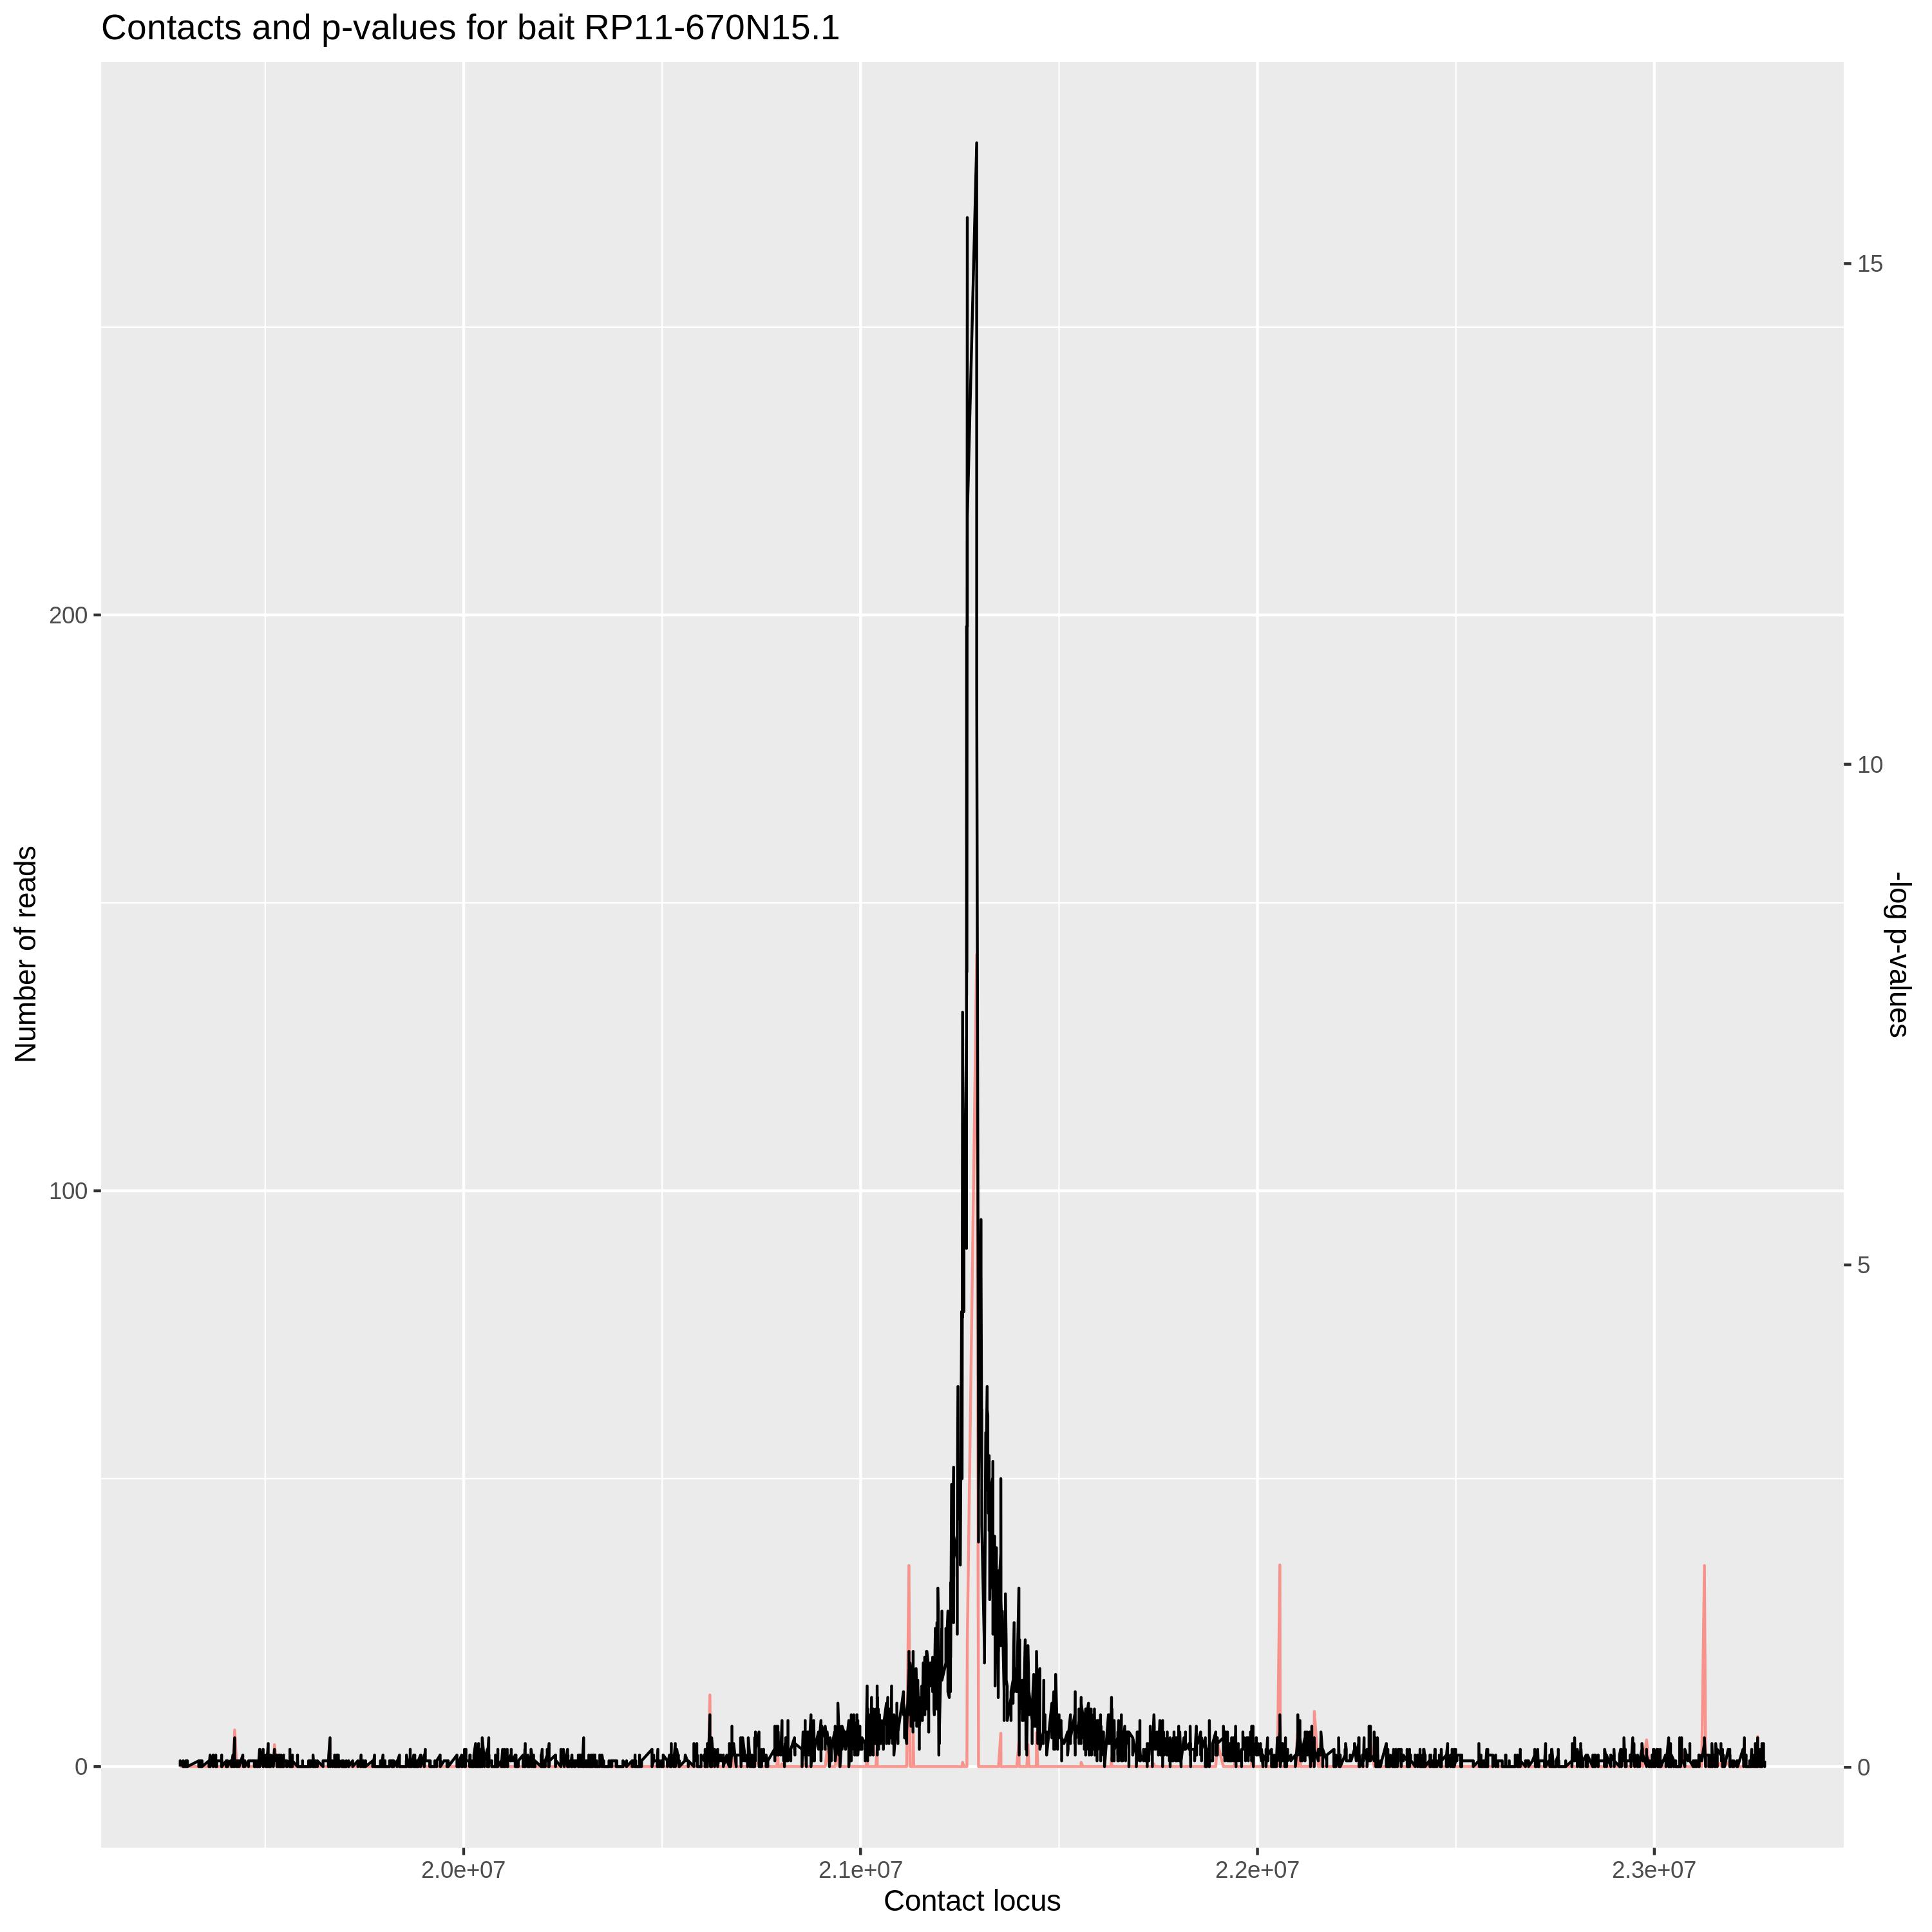 Contacts and p-values for bait RP11-670N15.1
Number of reads
200
100
0
15
10
5
0
-log p-values
2.0e+07 2.1e+07 2.2e+07 2.3e+07
Contact locus